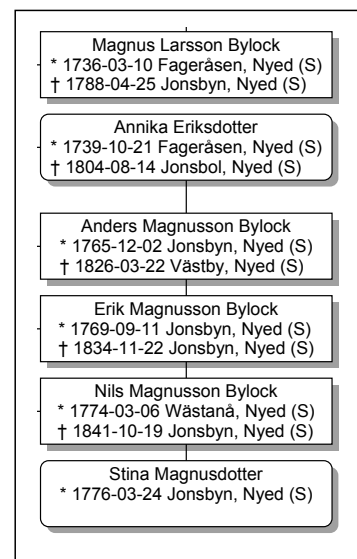 Magnus Larsson Bylock
* 1736-03-10 Fageråsen, Nyed (S)
† 1788-04-25 Jonsbyn, Nyed (S)
Annika Eriksdotter
* 1739-10-21 Fageråsen, Nyed (S)
† 1804-08-14 Jonsbol, Nyed (S)
Anders Magnusson Bylock
* 1765-12-02 Jonsbyn, Nyed (S)
† 1826-03-22 Västby, Nyed (S)
Erik Magnusson Bylock
* 1769-09-11 Jonsbyn, Nyed (S)
† 1834-11-22 Jonsbyn, Nyed (S)
Nils Magnusson Bylock
* 1774-03-06 Wästanå, Nyed (S)
† 1841-10-19 Jonsbyn, Nyed (S)
Stina Magnusdotter
* 1776-03-24 Jonsbyn, Nyed (S)